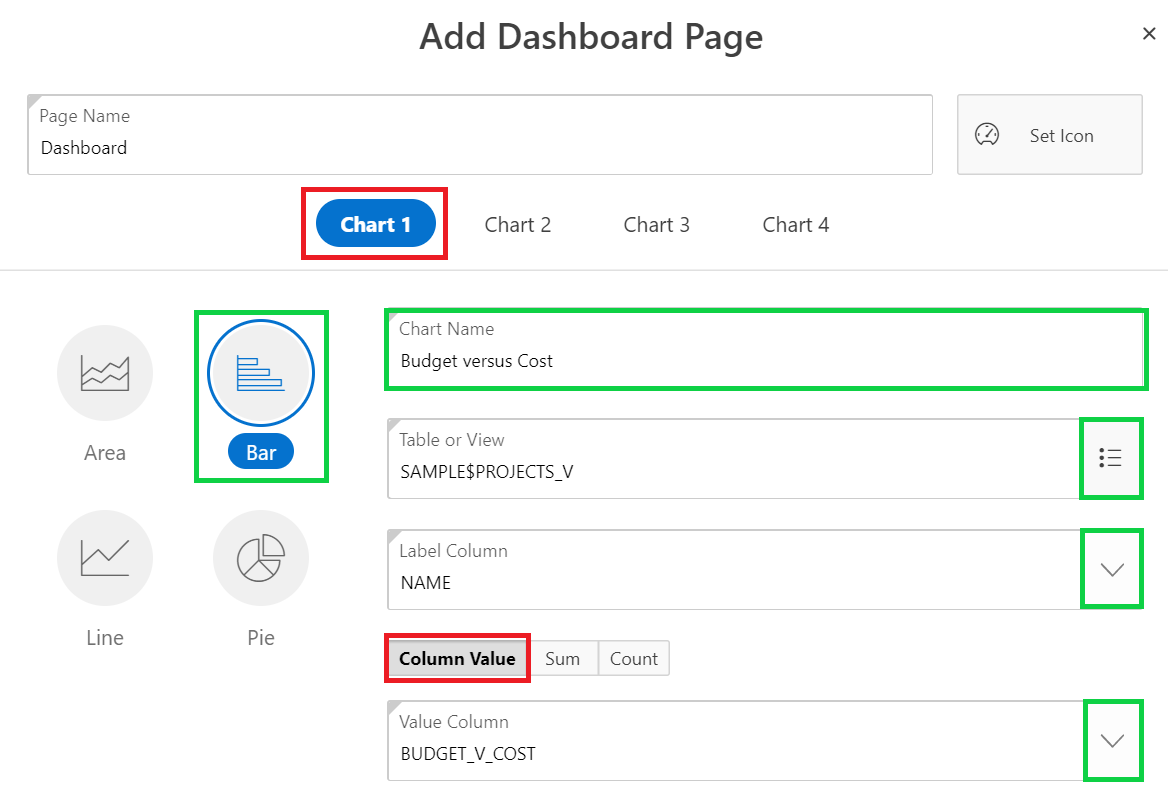 Add Dashboard Page
Page Name
Dashboard
Set Icon
Chart 1
Chart 2
Chart 3
Chart 4
Area
Bar
Line
Pie
Chart Name
Budget versus Cost
Table or View
SAMPLE$PROJECTS_V
Label Column
NAME
Column Value
Sum
Count
Value Column
BUDGET_V_COST